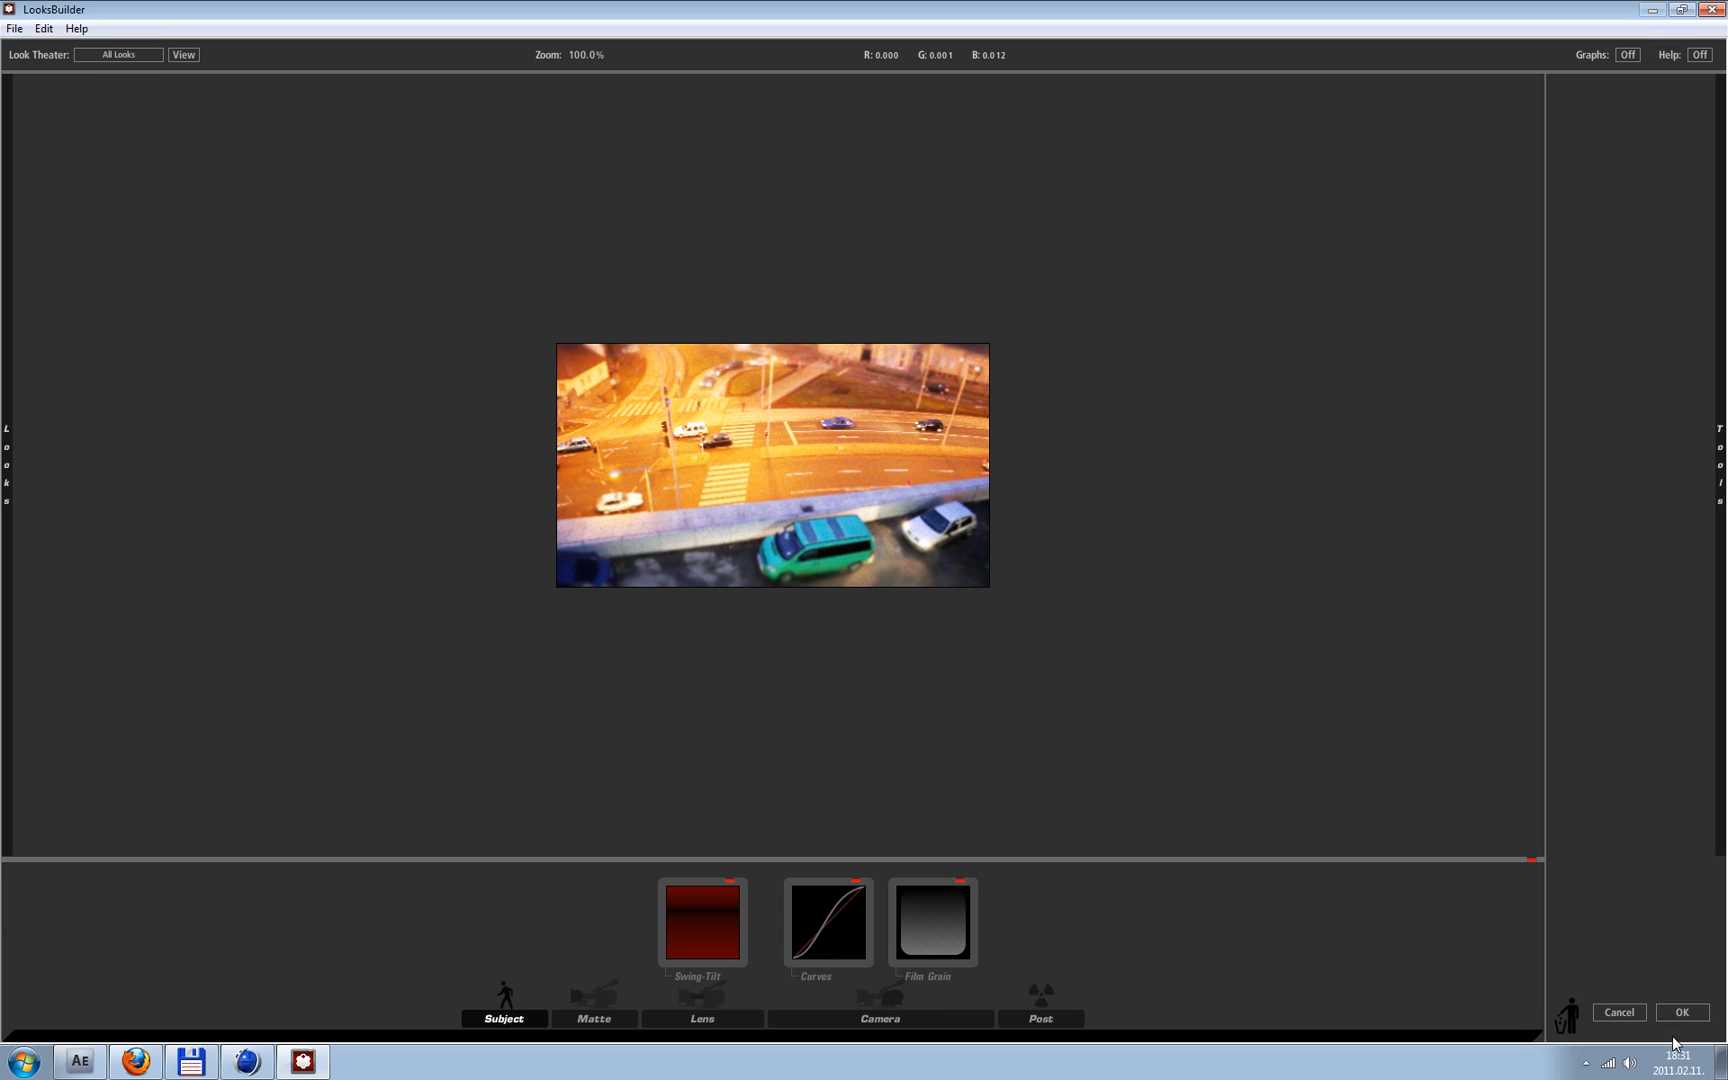 LooksBuilder
File Edit Help
Look Theater: All Looks View Zoom: 100.0% R: 0.000 G: 0.001 B: 0.012 Graphs: Off Help: Off
Looks
Tools
Swing-Tilt Curves Film Grain
Subject Matte Lens Camera Post
Cancel OK
AE
18:31
2011.02.11.